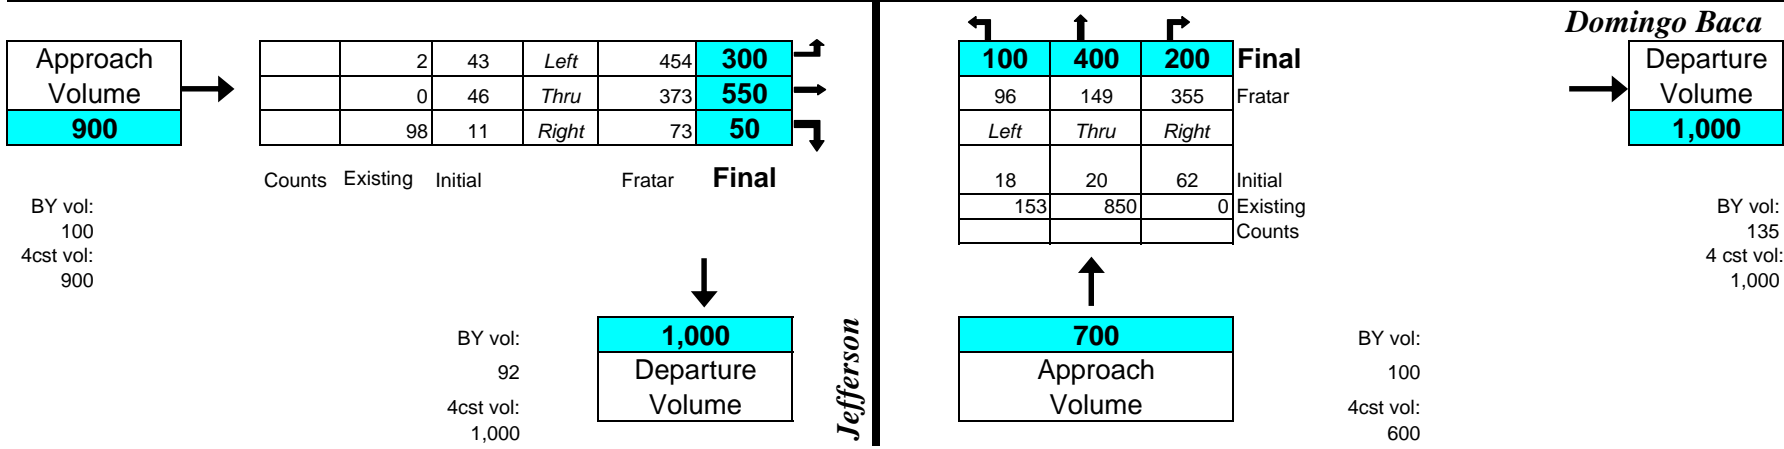 Domingo Baca
Approach
Volume
900
2 43 Left 454 300
0 46 Thru 373 550
98 11 Right 73 50
Counts Existing Initial Fratar Final
BY vol:
100
4cst vol:
900
100 400 200 Final
96 149 355 Fratar
Left Thru Right
18 20 62 Initial
153 850 0 Existing
Counts
Departure
Volume
1,000
BY vol:
135
4 cst vol:
1,000
BY vol:
92
4cst vol:
1,000
1,000
Departure
Volume
Jefferson
700
Approach
Volume
BY vol:
100
4cst vol:
600